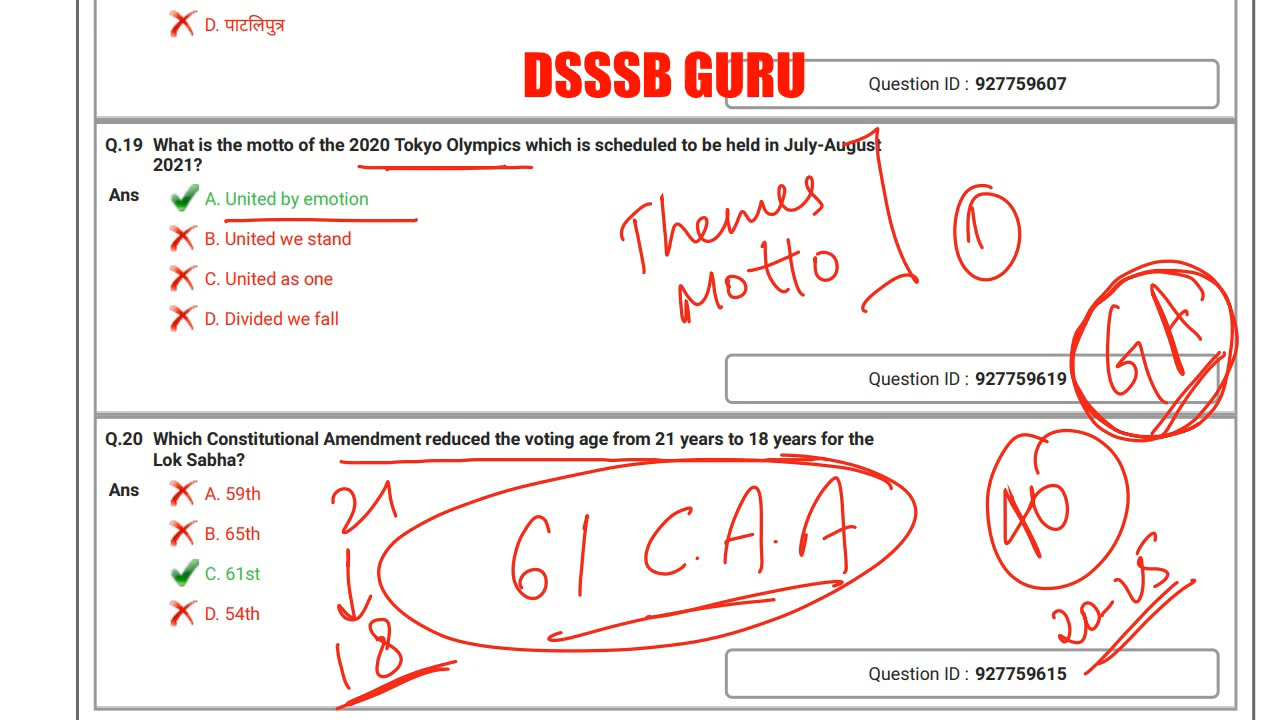 D. पाटलिपुत्र
DSSSB GURU
Question ID : 927759607
Q.19 What is the motto of the 2020 Tokyo Olympics which is scheduled to be held in July-August
2021?
Ans A. United by emotion
B. United we stand
C. United as one
D. Divided we fall
Themes
Motto
GA
Question ID : 927759619
Q.20 Which Constitutional Amendment reduced the voting age from 21 years to 18 years for the
Lok Sabha?
Ans A. 59th
B. 65th
C. 61st
D. 54th
21
18
61 C.A.A
40
Question ID : 927759615